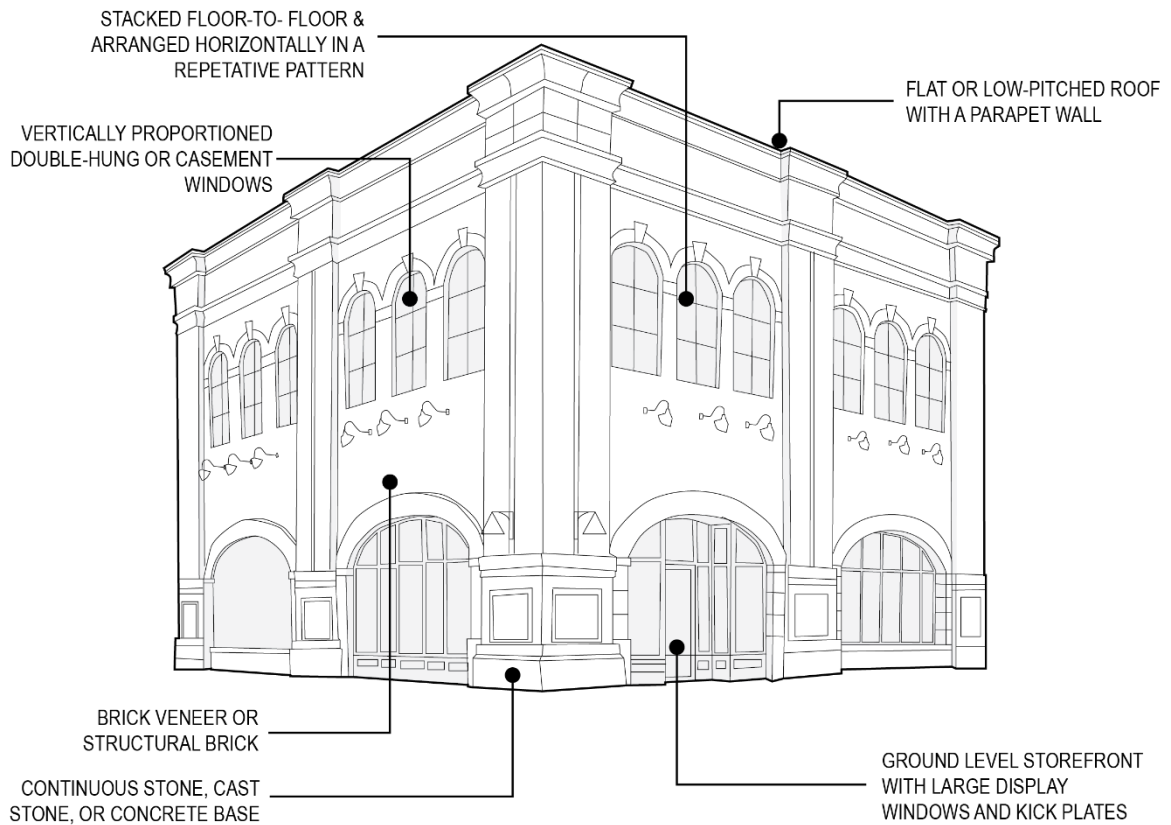 STACKED FLOOR-TO- FLOOR &
ARRANGED HORIZONTALLY IN A
REPETATIVE PATTERN
FLAT OR LOW-PITCHED ROOF
WITH A PARAPET WALL
VERTICALLY PROPORTIONED
DOUBLE-HUNG OR CASEMENT
WINDOWS
BRICK VENEER OR
STRUCTURAL BRICK
CONTINUOUS STONE, CAST
STONE, OR CONCRETE BASE
GROUND LEVEL STOREFRONT
WITH LARGE DISPLAY
WINDOWS AND KICK PLATES